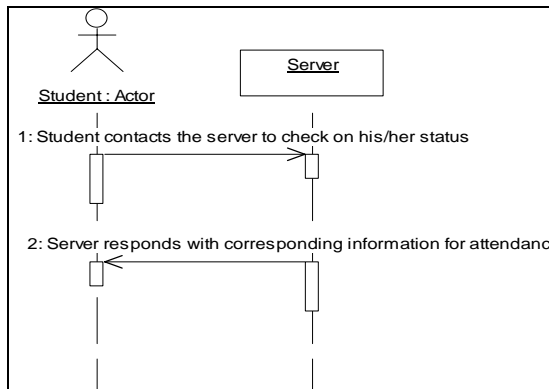 Server
Student : Actor
1: Student contacts the server to check on his/her status
2: Server responds with corresponding information for attendanc